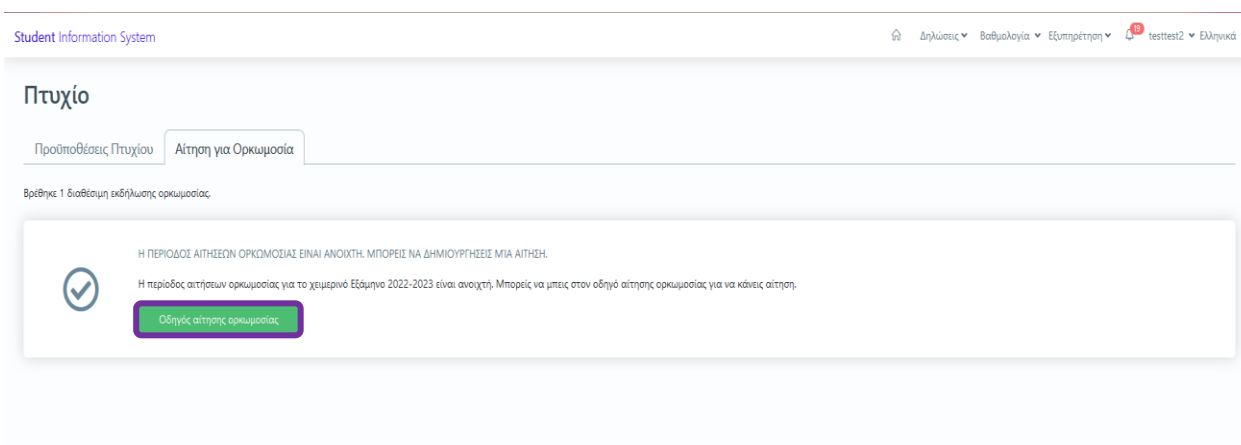 Student Information System
Δηλώσεις Βαθμολογία Εξυπηρέτηση 19 testtest2 Ελληνικά
Πτυχίο
Προϋποθέσεις Πτυχίου Αίτηση για Ορκωμοσία
Βρέθηκε 1 διαθέσιμη εκδήλωσης ορκωμοσίας.
Η ΠΕΡΙΟΔΟΣ ΑΙΤΗΣΕΩΝ ΟΡΚΩΜΟΣΙΑΣ ΕΙΝΑΙ ΑΝΟΙΧΤΗ. ΜΠΟΡΕΙΣ ΝΑ ΔΗΜΙΟΥΡΓΗΣΕΙΣ ΜΊΑ ΑΙΤΗΣΗ.
Η περίοδος αιτήσεων ορκωμοσίας για το χειμερινό Εξάμηνο 2022-2023 είναι ανοιχτή. Μπορείς να μπεις στον οδηγό αίτησης ορκωμοσίας για να κάνεις αίτηση.
Οδηγός αίτησης ορκωμοσίας